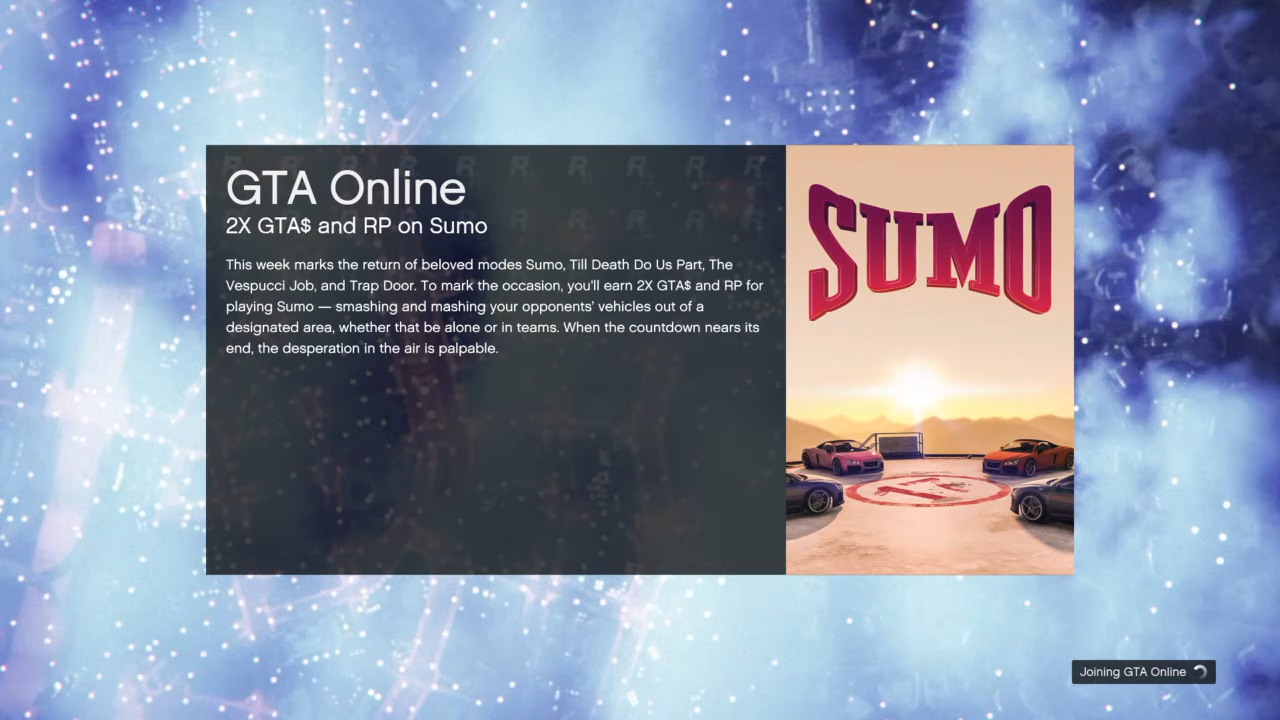 GTA Online
2X GTA$ and RP on Sumo
This week marks the return of beloved modes Sumo, Till Death Do Us Part, The
Vespucci Job, and Trap Door. To mark the occasion, you'll earn 2X GTA$ and RP for
playing Sumo — smashing and mashing your opponents' vehicles out of a
designated area, whether that be alone or in teams. When the countdown nears its
end, the desperation in the air is palpable.
SUMO
Joining GTA Online